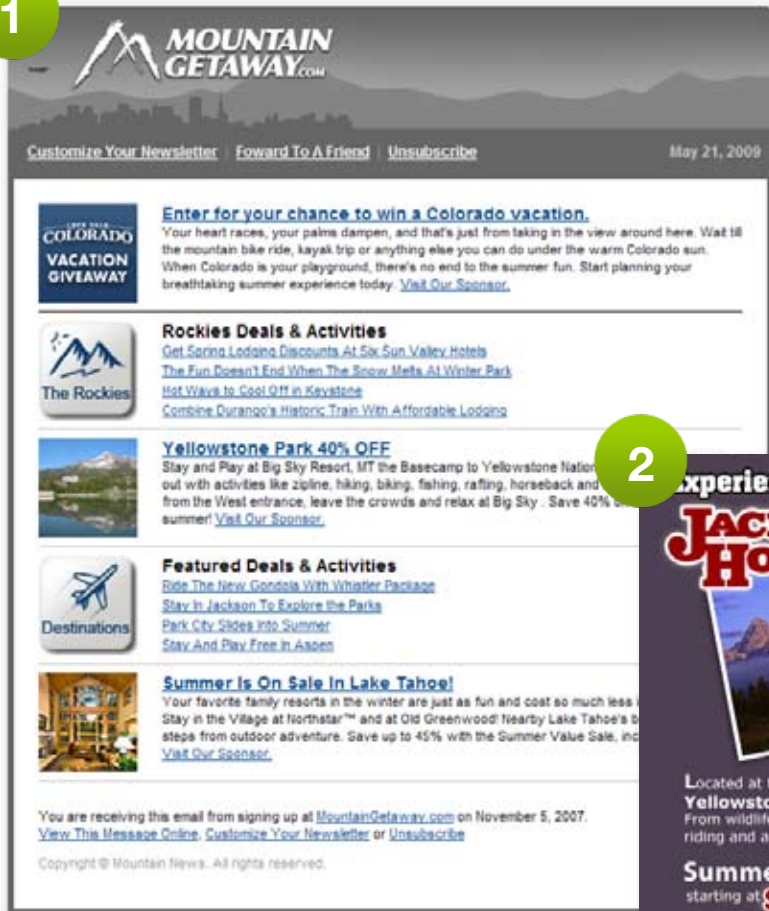 1
MOUNTAIN
GETAWAY.COM
Customize Your Newsletter | Foward To A Friend | Unsubscribe
May 21, 2009
COLORADO
VACATION
GIVEAWAY
Enter for your chance to win a Colorado vacation.
Your heart races, your palms dampen, and that's just from taking in the view around here. Wait till
the mountain bike ride, kayak trip or anything else you can do under the warm Colorado sun.
When Colorado is your playground, there's no end to the summer fun. Start planning your
breathtaking summer experience today. Visit Our Sponsor.
The Rockies
Rockies Deals & Activities
Get Spring Lodging Discounts At Six Sun Valley Hotels
The Fun Doesn't End When The Snow Melts At Winter Park
Hot Ways to Cool Off in Keystone
Combine Durango's Historic Train With Affordable Lodging
Yellowstone Park 40% OFF
Stay and Play at Big Sky Resort, MT the Basecamp to Yellowstone
out with activities like zipline, hiking, biking, fishing, rafting, horseback and
from the West entrance, leave the crowds and relax at Big Sky . Save 40%
summer! Visit Our Sponsor.
Destinations
Featured Deals & Activities
Ride The New Gondola With Whistler Package
Stay In Jackson To Explore the Parks
Park City Slides Into Summer
Stay And Play Free In Aspen
Summer Is On Sale In Lake Tahoe!
Your favorite family resorts in the winter are just as fun and cost so much less
Stay in the Village at Northstar™ and at Old Greenwood! Nearby Lake Tahoe's
steps from outdoor adventure. Save up to 45% with the Summer Value Sale,
Visit Our Sponsor.
You are receiving this email from signing up at MountainGetaway.com on November 5, 2007.
View This Message Online, Customize Your Newsletter or Unsubscribe
Copyright © Mountain News. All rights reserved.
2
Located at
From
riding and
starting at